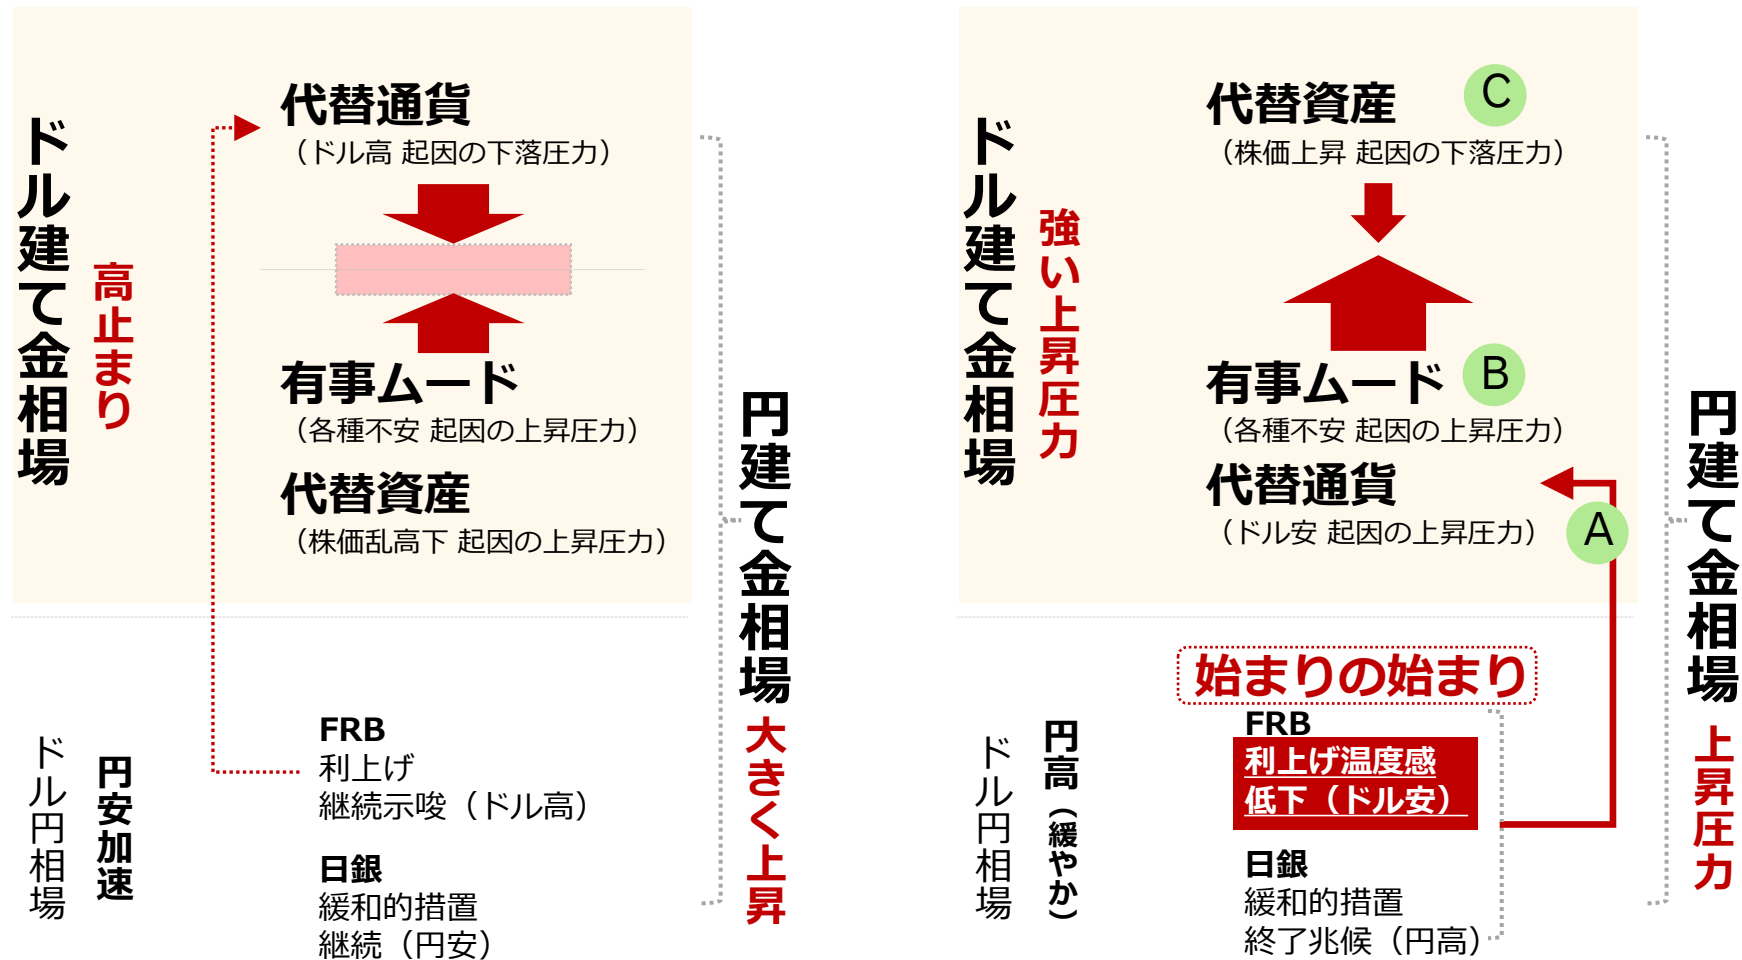 ドル建て金相場
高止まり
代替通貨
（ドル高 起因の下落圧力）
有事ムード
（各種不安 起因の上昇圧力）
代替資産
（株価乱高下 起因の上昇圧力）
円建て金相場
大きく上昇
ドル円相場
円安加速
FRB
利上げ
継続示唆（ドル高）
日銀
緩和的措置
継続（円安）
ドル建て金相場
強い上昇圧力
代替資産
C
（株価上昇 起因の下落圧力）
有事ムード
B
（各種不安 起因の上昇圧力）
代替通貨
（ドル安 起因の上昇圧力）
A
円建て金相場
上昇圧力
始まりの始まり
ドル円相場
円高（緩やか）
FRB
利上げ温度感
低下（ドル安）
日銀
緩和的措置
終了兆候（円高）